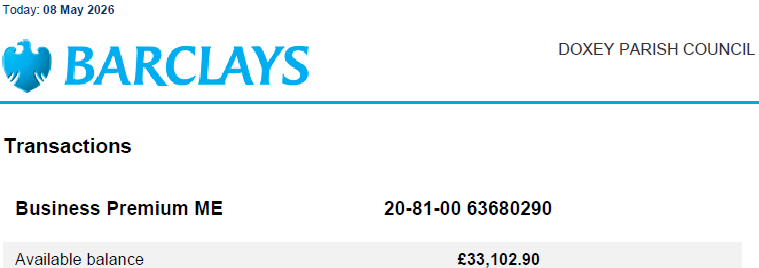 Today: 08 May 2026
BARCLAYS
DOXEY PARISH COUNCIL
Transactions
Business Premium ME 20-81-00 63680290
Available balance £33,102.90